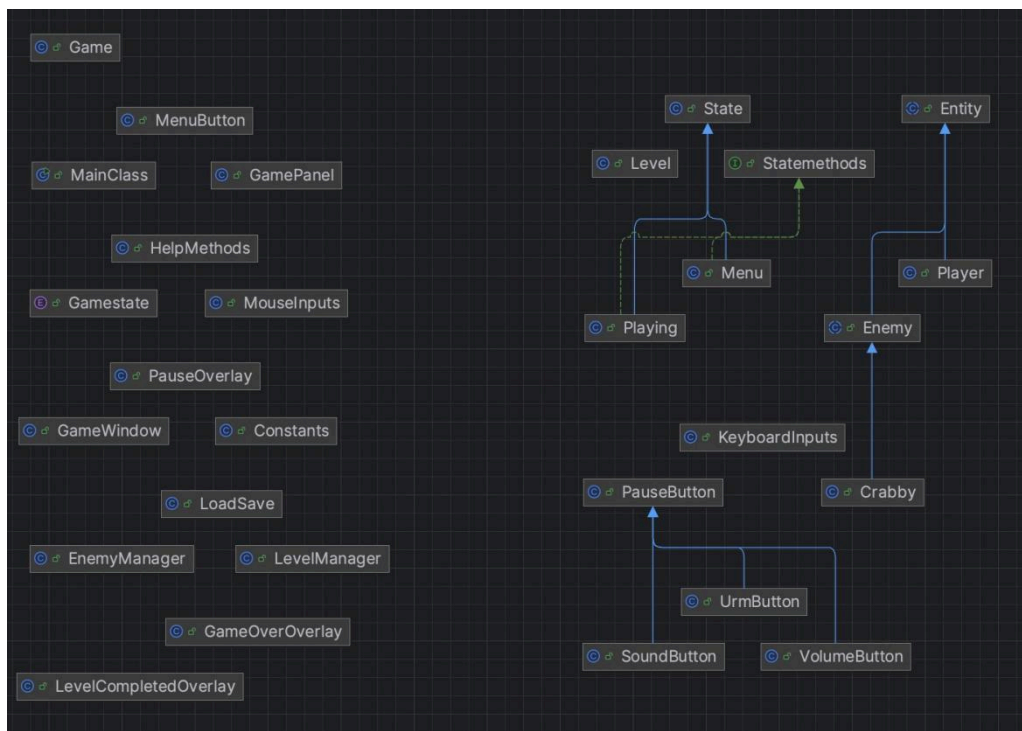 Game
MenuButton
MainClass
GamePanel
HelpMethods
Gamestate
MouseInputs
PauseOverlay
GameWindow
Constants
LoadSave
EnemyManager
LevelManager
GameOverOverlay
LevelCompletedOverlay
State
Entity
Level
Statemethods
Menu
Player
Playing
Enemy
KeyboardInputs
PauseButton
Crabby
UrmButton
SoundButton
VolumeButton